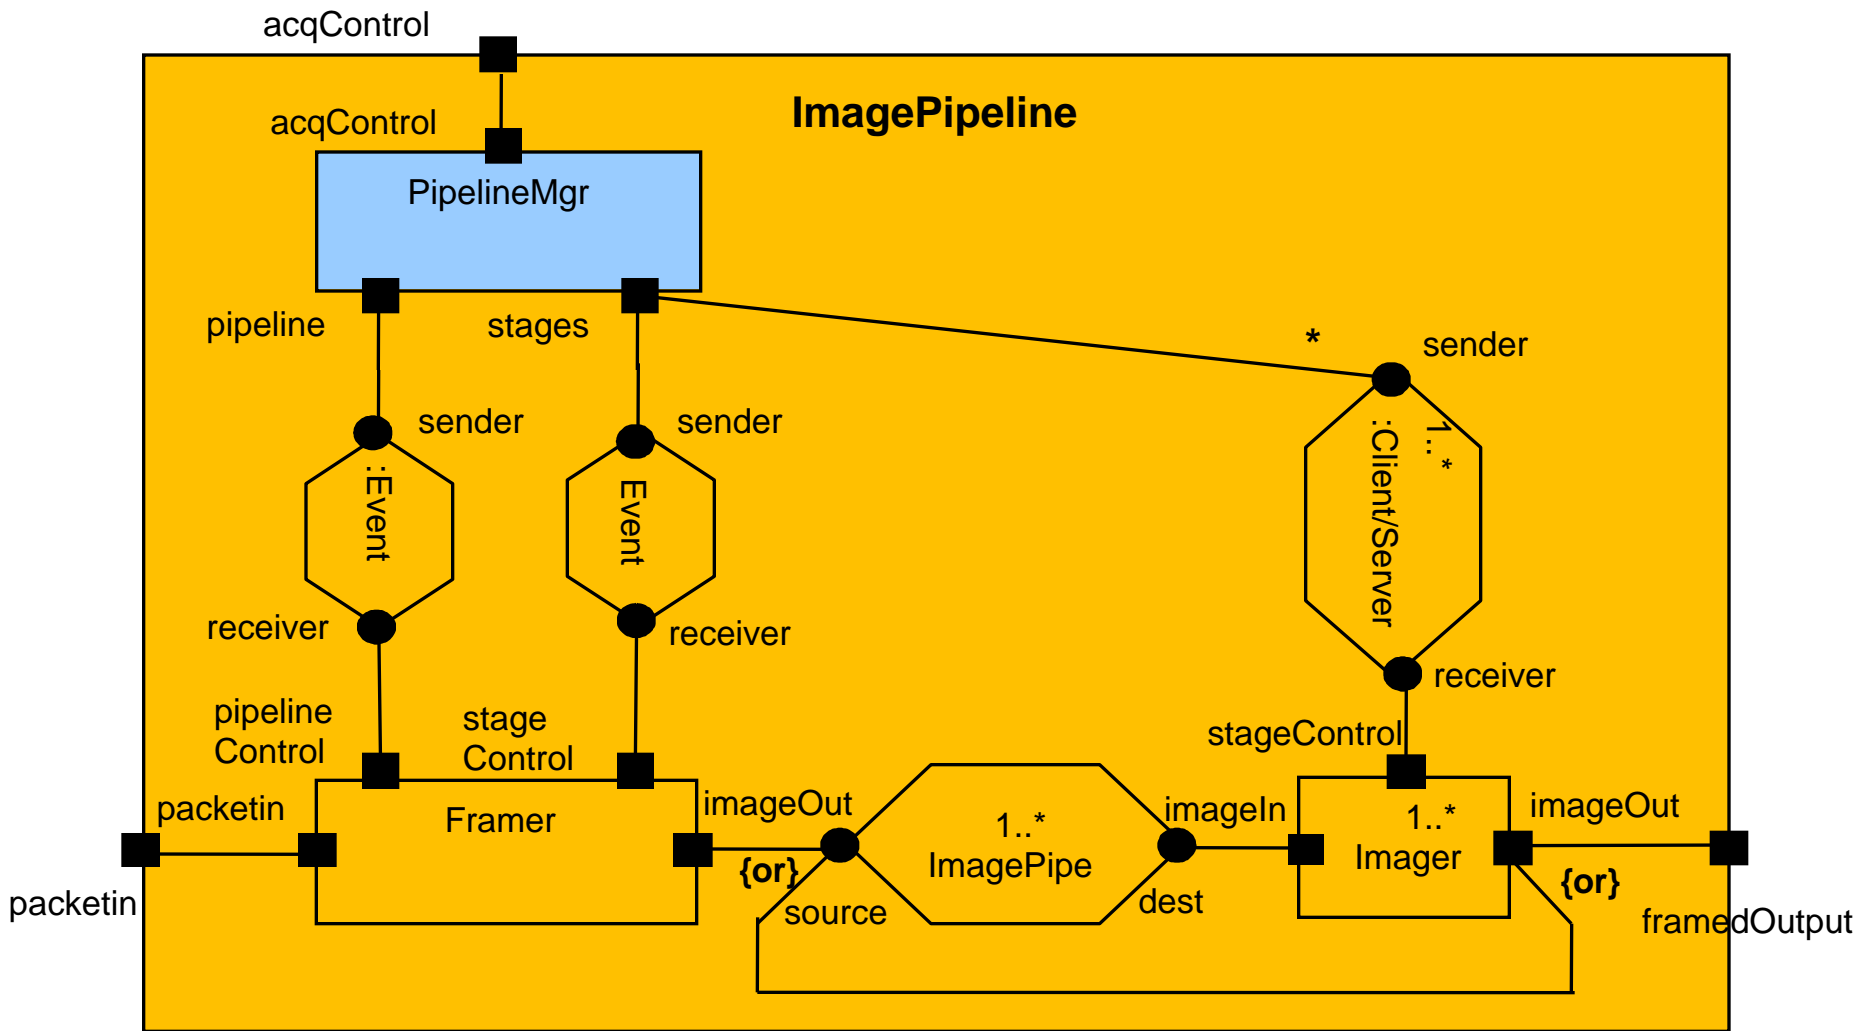 acqControl
acqControl
ImagePipeline
PipelineMgr
pipeline
stages
*
sender
sender
sender
:Event
Event
1..*
:Client/Server
receiver
receiver
receiver
pipeline
Control
stage
Control
stageControl
packetin
Framer
imageOut
1..*
ImagePipe
imageIn
1..*
Imager
imageOut
{or}
{or}
packetin
source
dest
framedOutput